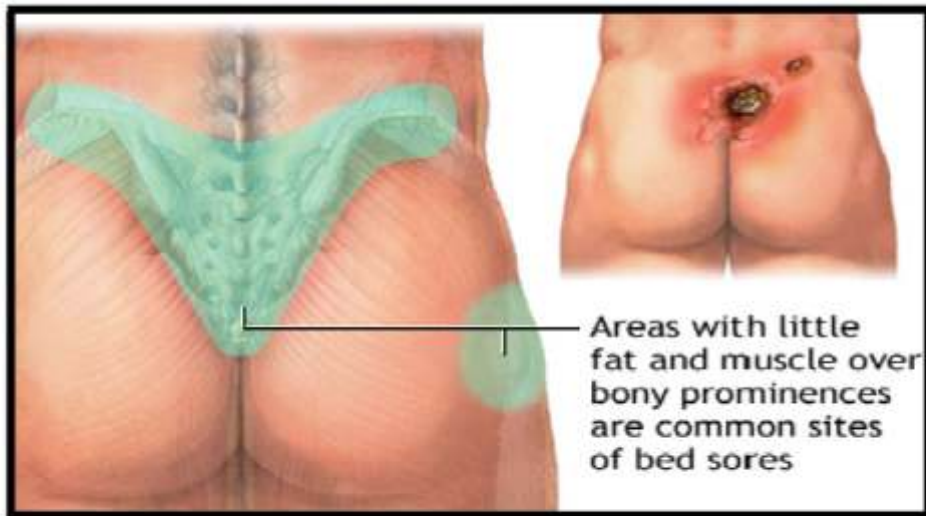 Areas with little
fat and muscle over
bony prominences
are common sites
of bed sores